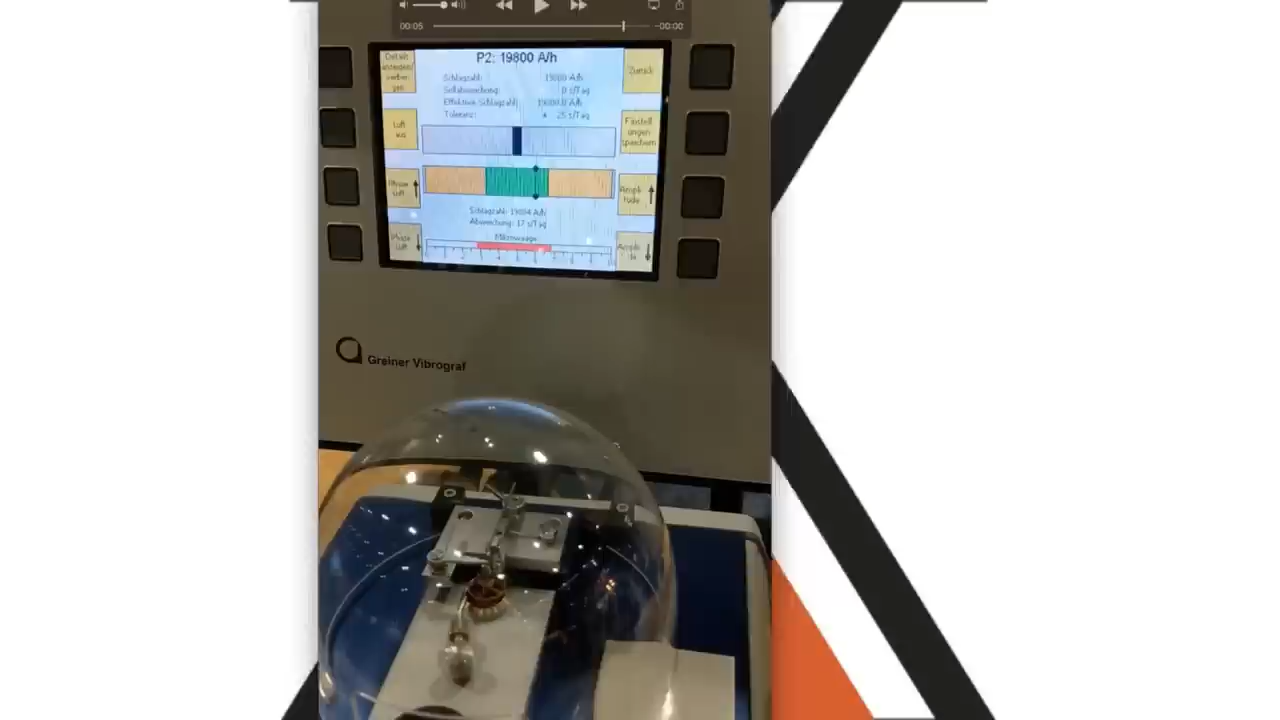 00:05
-00:00
P2: 19800 A/h
Zurück
Schlagzahl: 19800 A/h
Sollabweichung: 0 s/Tag
Effektive Schlagzahl: 19800.0 A/h
Toleranz: ± 25 s/Tag
Luft
aus
Einstell
ungen
speichern
Phase
Luft
Ampli
tude
Schlagzahl: 19804 A/h
Abweichung: 17 s/Tag
Mikrowaage
Phase
Luft
Greiner Vibrograf